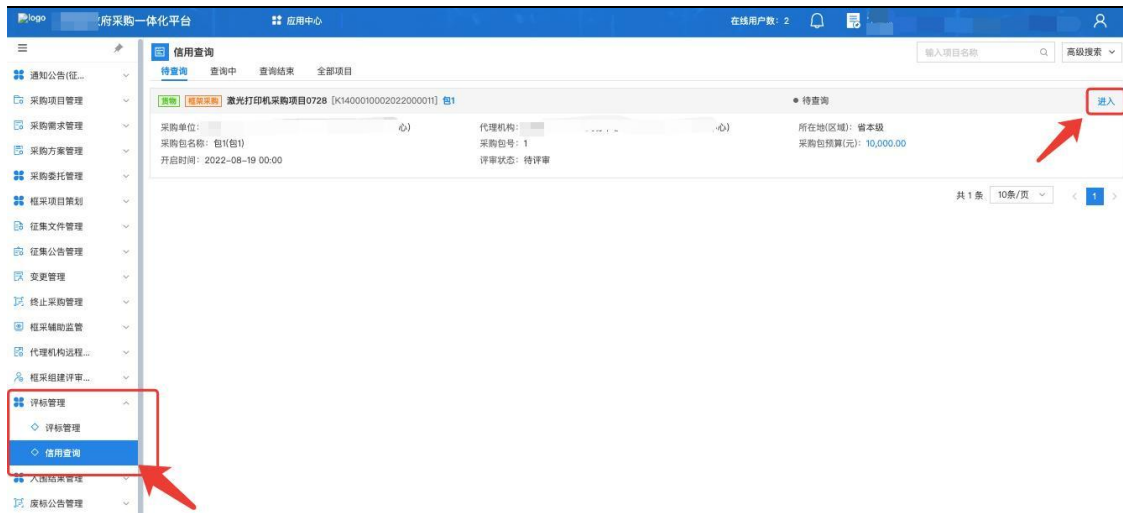 logo 府采购一体化平台 应用中心 在线用户数: 2
信用查询 输入项目名称 高级搜索
待查询 查询中 查询结束 全部项目
货物 框架采购 激光打印机采购项目0728 [K1400010002022000011] 包1 待查询 进入
采购单位: 心) 代理机构: 心) 所在地(区域): 省本级
采购包名称: 包1(包1) 采购包号: 1 采购包预算(元): 10,000.00
开启时间: 2022-08-19 00:00 评审状态: 待评审
共 1 条 10条/页 1
通知公告(征...
采购项目管理
采购需求管理
采购方案管理
采购委托管理
框采项目策划
征集文件管理
征集公告管理
变更管理
终止采购管理
框采辅助监管
代理机构远程...
框采组建评审...
评标管理
评标管理
信用查询
入围结果管理
废标公告管理